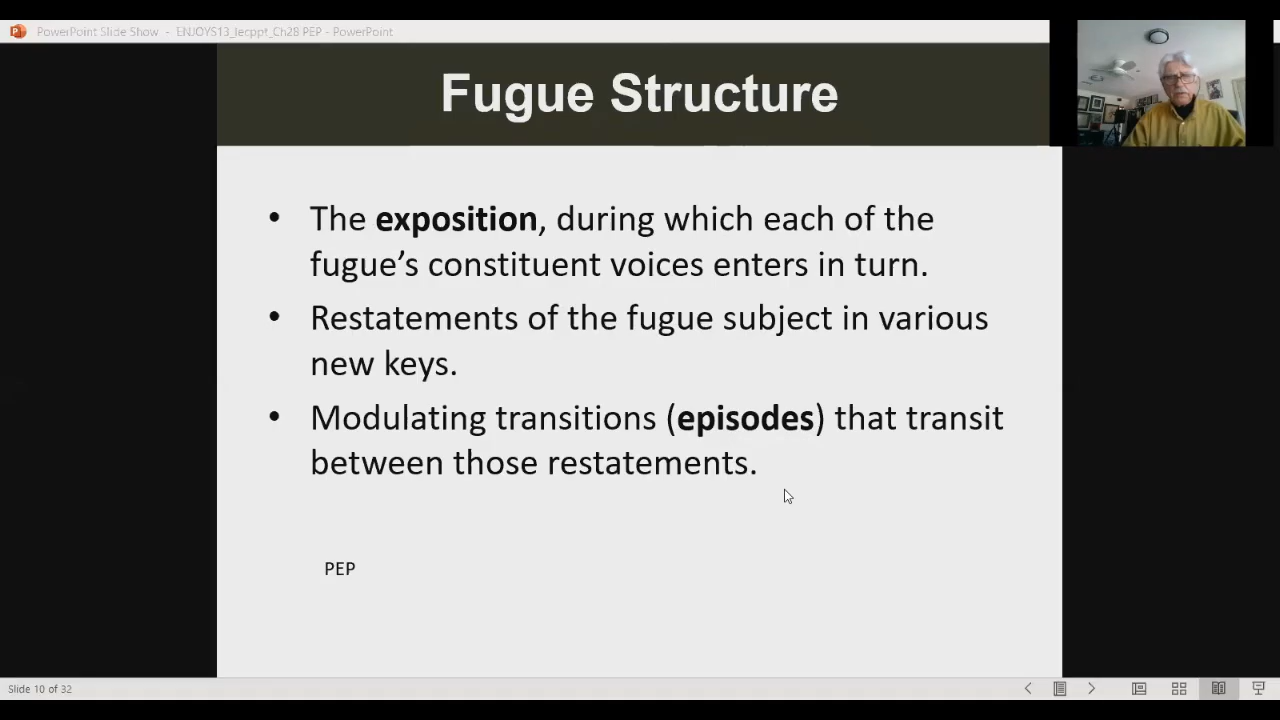 PowerPoint Slide Show - ENJOYS13_lecppt_Ch28 PEP - PowerPoint
Fugue Structure
• The exposition, during which each of the
fugue’s constituent voices enters in turn.
• Restatements of the fugue subject in various
new keys.
• Modulating transitions (episodes) that transit
between those restatements.
PEP
Slide 10 of 32